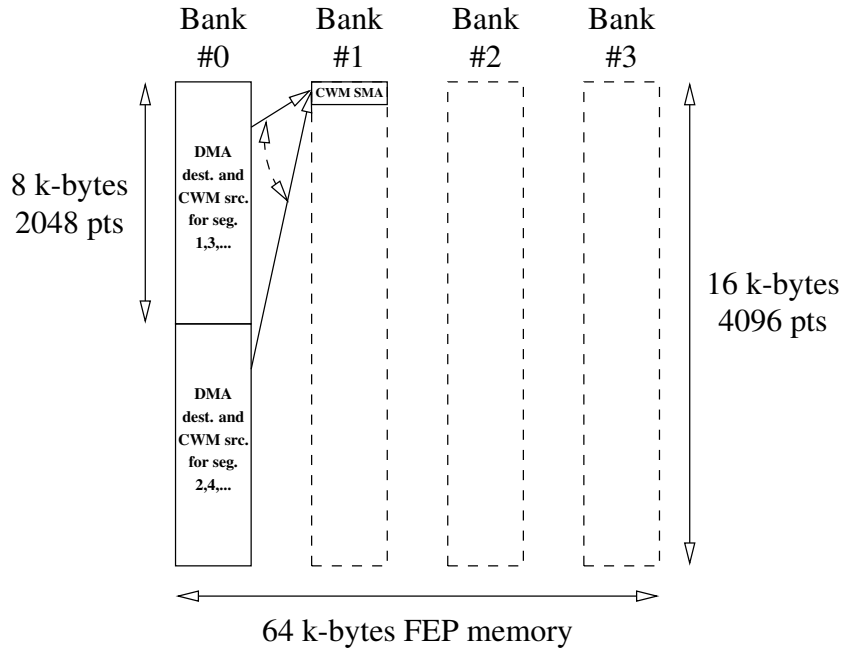 Bank
#0
Bank
#1
Bank
#2
Bank
#3
CWM SMA
DMA
dest. and
CWM src.
for seg.
1,3,...
8 k-bytes
2048 pts
16 k-bytes
4096 pts
DMA
dest. and
CWM src.
for seg.
2,4,...
64 k-bytes FEP memory